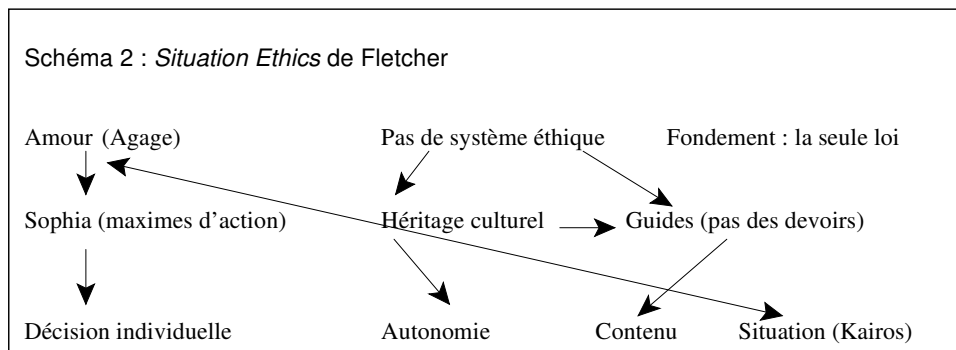 Schéma 2 : Situation Ethics de Fletcher
Amour (Agage) Pas de système éthique Fondement : la seule loi
Sophia (maximes d'action) Héritage culturel Guides (pas des devoirs)
Décision individuelle Autonomie Contenu Situation (Kairos)